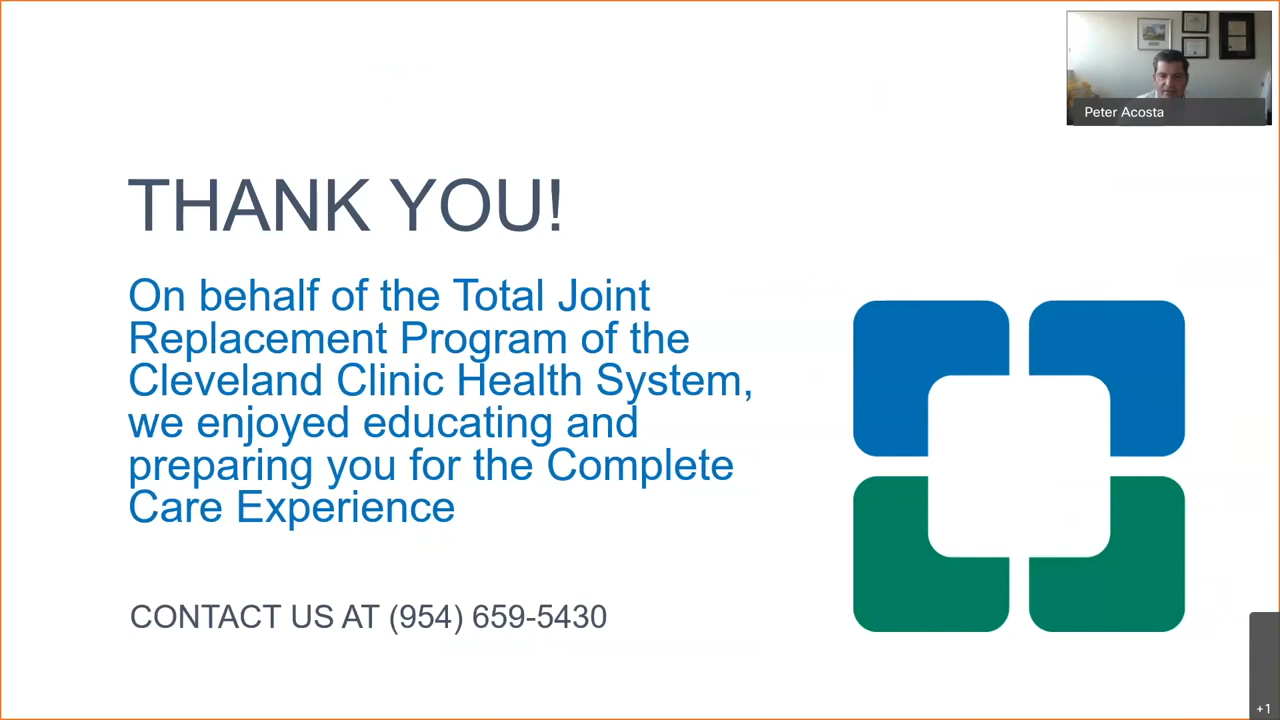 Peter Acosta
THANK YOU!
On behalf of the Total Joint
Replacement Program of the
Cleveland Clinic Health System,
we enjoyed educating and
preparing you for the Complete
Care Experience
CONTACT US AT (954) 659-5430
+1